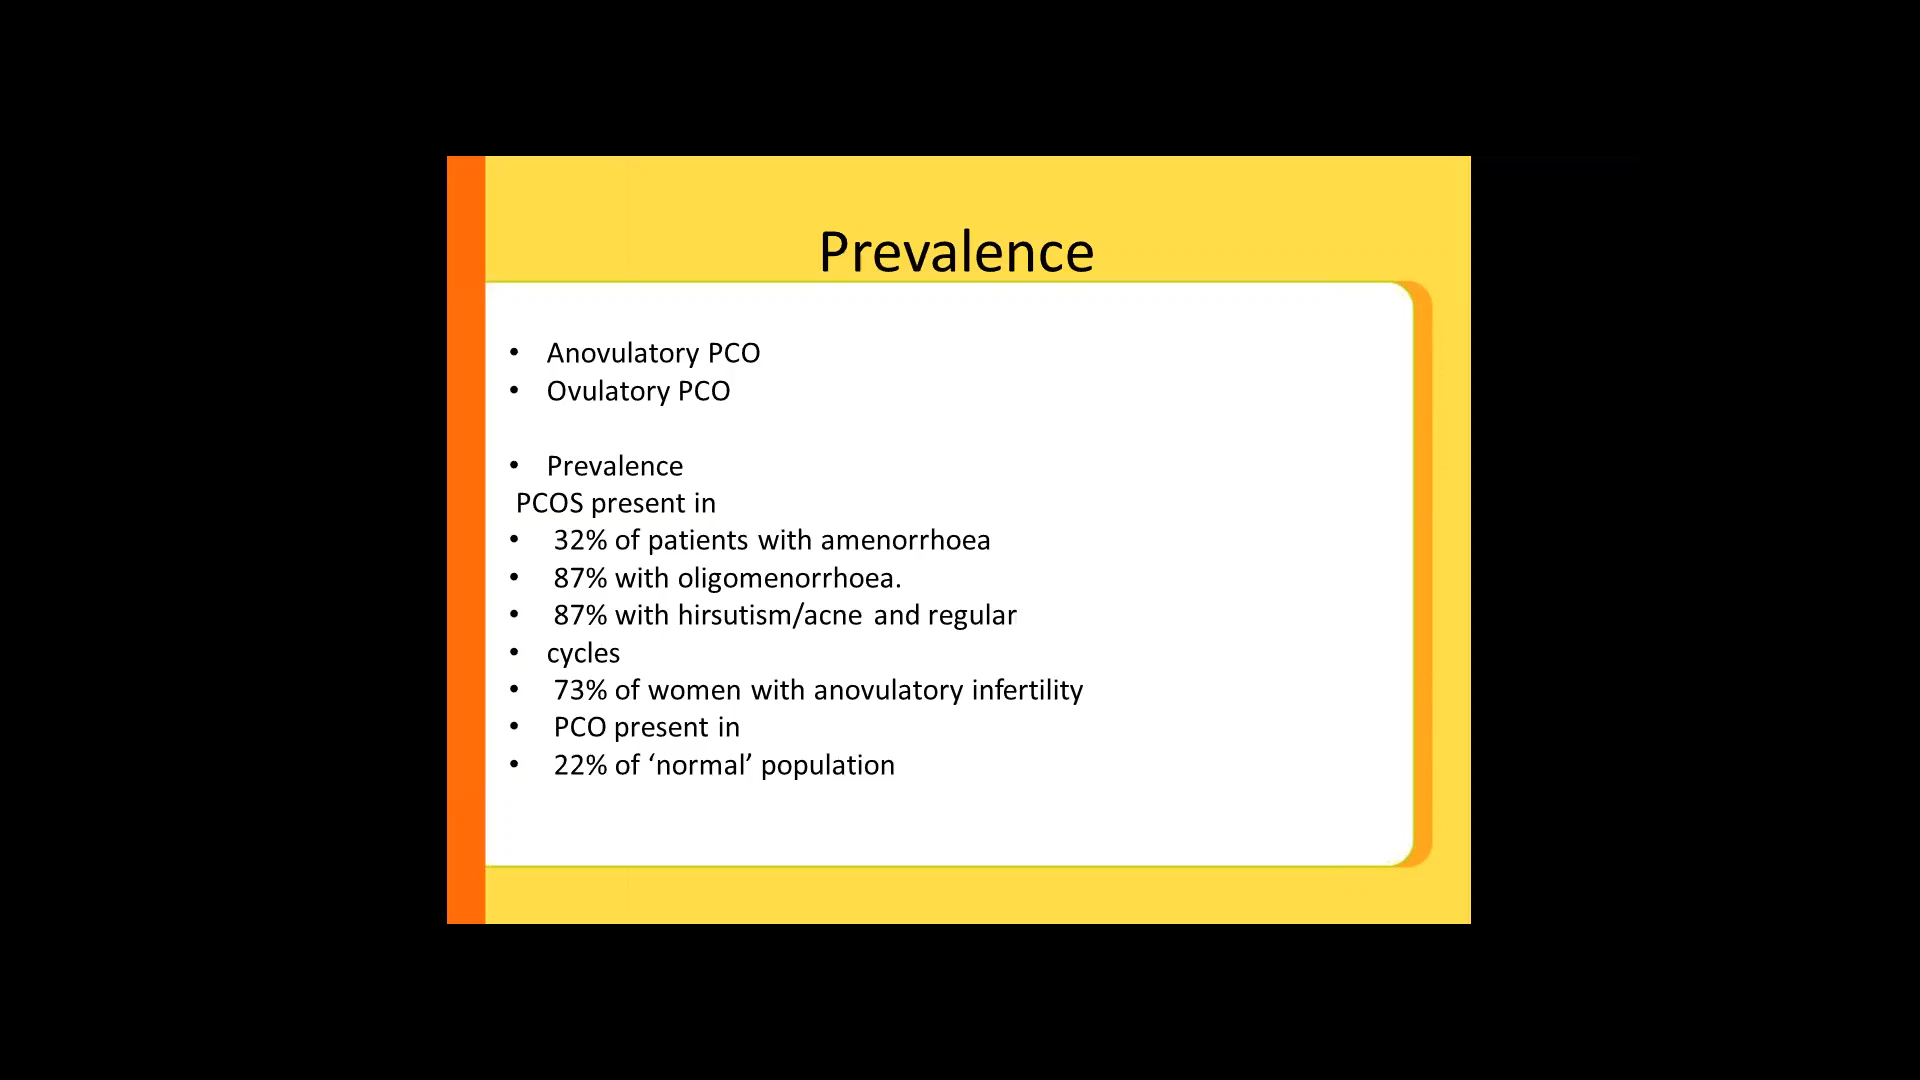 Prevalence
• Anovulatory PCO
• Ovulatory PCO
• Prevalence
PCOS present in
• 32% of patients with amenorrhoea
• 87% with oligomenorrhoea.
• 87% with hirsutism/acne and regular
• cycles
• 73% of women with anovulatory infertility
• PCO present in
• 22% of ‘normal’ population